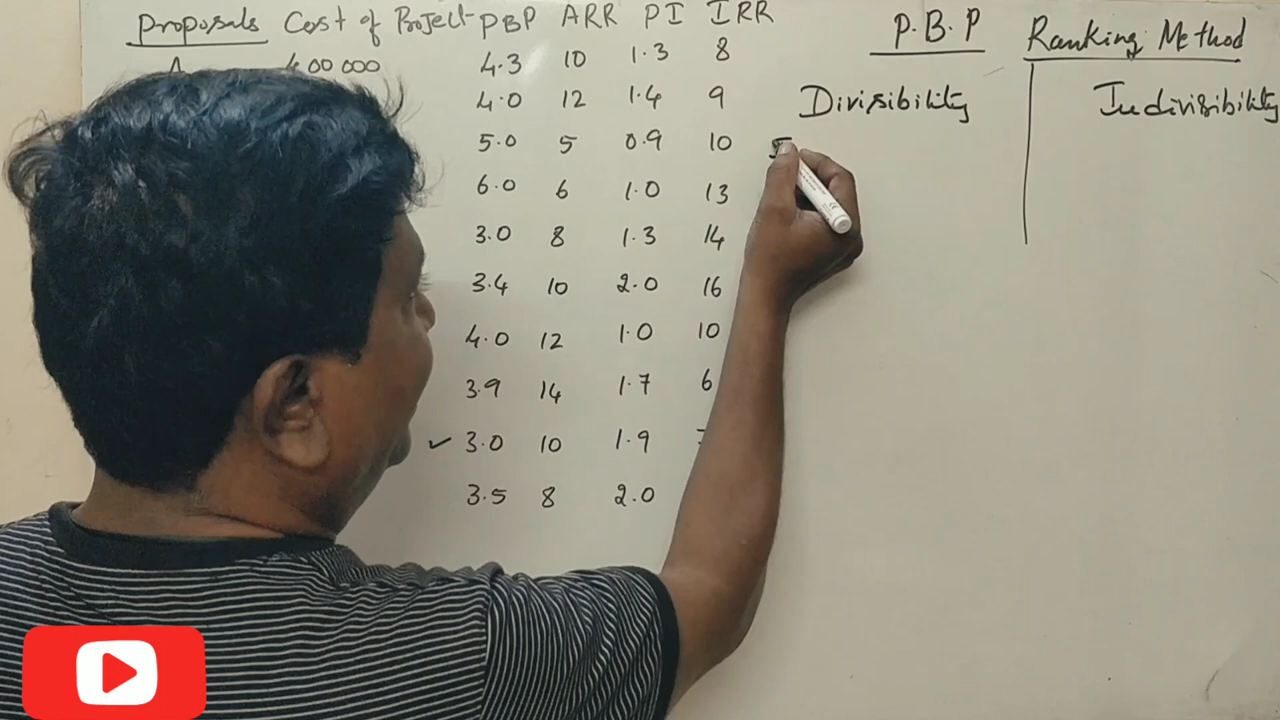 Proposals Cost of Project PBP ARR PI IRR P.B.P Ranking Method
A 4,00 000 4.3 10 1.3 8
4.0 12 1.4 9 Divisibility Indivisibility
5.0 5 0.9 10
6.0 6 1.0 13
3.0 8 1.3 14
3.4 10 2.0 16
4.0 12 1.0 10
3.9 14 1.7 6
✓ 3.0 10 1.9
3.5 8 2.0